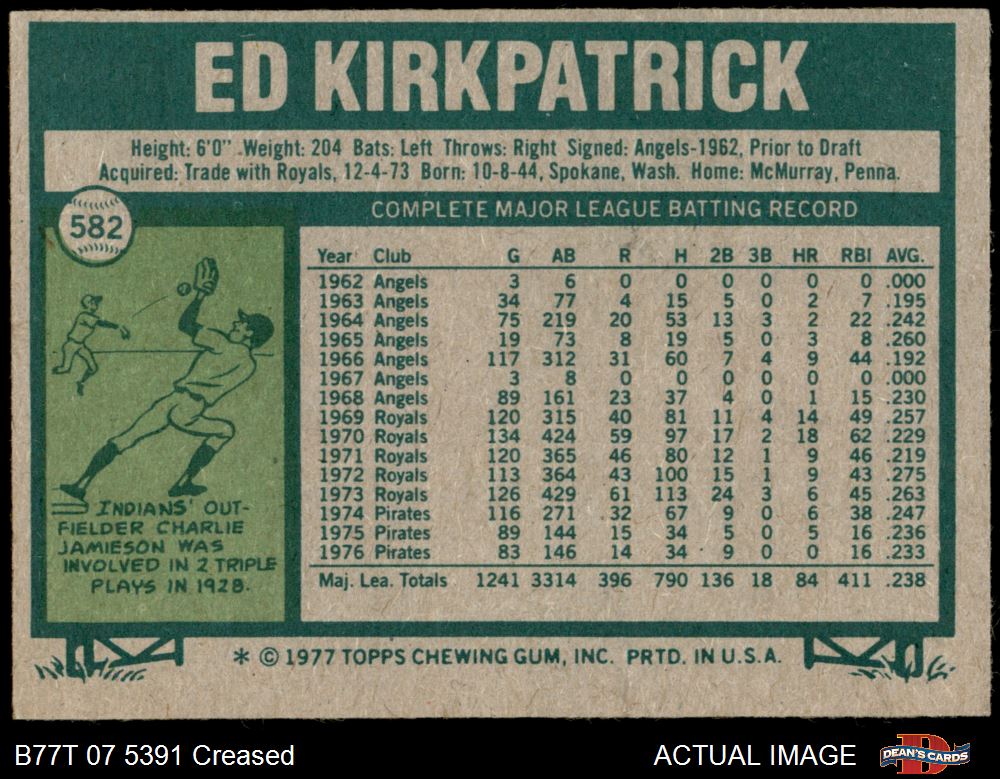 ED KIRKPATRICK
Height: 6'0" Weight: 204 Bats: Left Throws: Right Signed: Angels-1962, Prior to Draft
Acquired: Trade with Royals, 12-4-73 Born: 10-8-44, Spokane, Wash. Home: McMurray, Penna.
582
COMPLETE MAJOR LEAGUE BATTING RECORD
Year Club G AB R H 2B 3B HR RBI AVG.
1962 Angels 3 6 0 0 0 0 0 0 .000
1963 Angels 34 77 4 15 5 0 2 7 .195
1964 Angels 75 219 20 53 13 3 2 22 .242
1965 Angels 19 73 8 19 5 0 3 8 .260
1966 Angels 117 312 31 60 7 4 9 44 .192
1967 Angels 3 8 0 0 0 0 0 0 .000
1968 Angels 89 161 23 37 4 0 1 15 .230
1969 Royals 120 315 40 81 11 4 14 49 .257
1970 Royals 134 424 59 97 17 2 18 62 .229
1971 Royals 120 365 46 80 12 1 9 46 .219
1972 Royals 113 364 43 100 15 1 9 43 .275
1973 Royals 126 429 61 113 24 3 6 45 .263
1974 Pirates 116 271 32 67 9 0 6 38 .247
1975 Pirates 89 144 15 34 5 0 5 16 .236
1976 Pirates 83 146 14 34 9 0 0 16 .233
Maj. Lea. Totals 1241 3314 396 790 136 18 84 411 .238
INDIANS' OUT-
FIELDER CHARLIE
JAMIESON WAS
INVOLVED IN 2 TRIPLE
PLAYS IN 1928.
* © 1977 TOPPS CHEWING GUM, INC. PRTD. IN U.S.A.
B77T 07 5391 Creased
ACTUAL IMAGE
DEAN'S CARDS